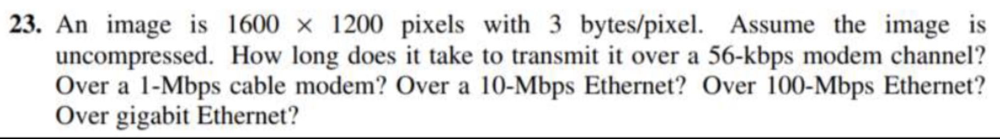 23. An image is 1600 × 1200 pixels with 3 bytes/pixel. Assume the image is
uncompressed. How long does it take to transmit it over a 56-kbps modem channel?
Over a 1-Mbps cable modem? Over a 10-Mbps Ethernet? Over 100-Mbps Ethernet?
Over gigabit Ethernet?